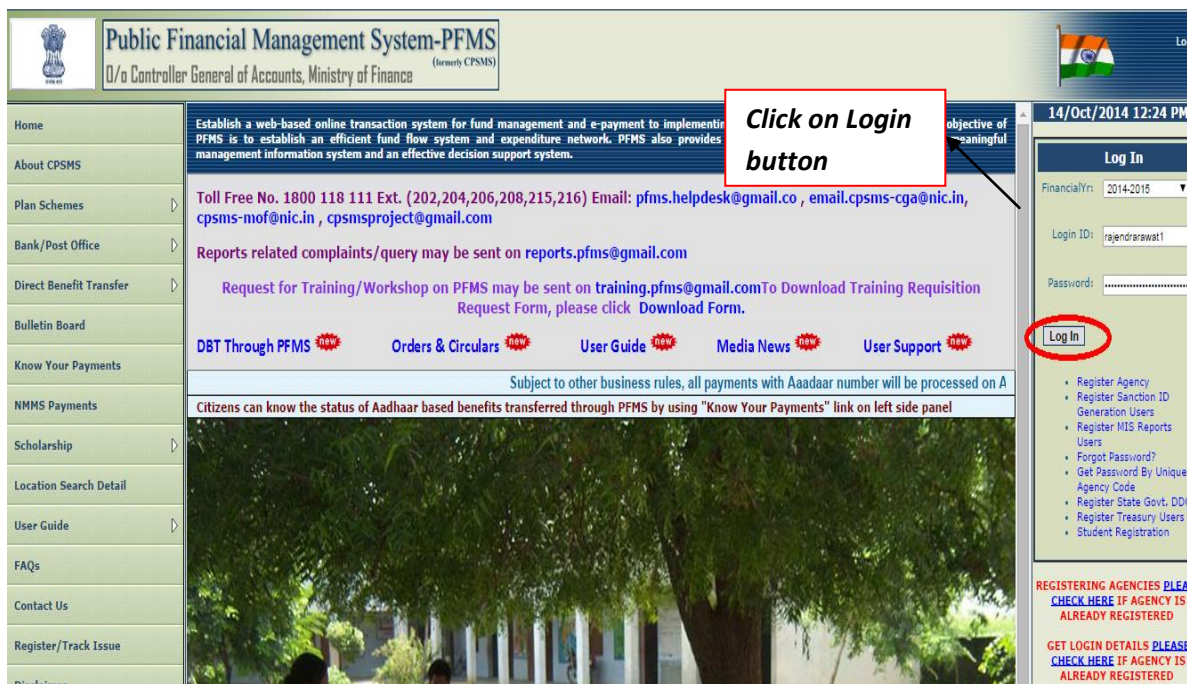 Public Financial Management System-PFMS
(formerly CPSMS)
O/o Controller General of Accounts, Ministry of Finance
Home
About CPSMS
Plan Schemes
Bank/Post Office
Direct Benefit Transfer
Bulletin Board
Know Your Payments
NMMS Payments
Scholarship
Location Search Detail
User Guide
FAQs
Contact Us
Register/Track Issue
Establish a web-based online transaction system for fund management and e-payment to implementing objective of
PFMS is to establish an efficient fund flow system and expenditure network. PFMS also provides meaningful
management information system and an effective decision support system.
Toll Free No. 1800 118 111 Ext. (202,204,206,208,215,216) Email: pfms.helpdesk@gmail.co , email.cpsms-cga@nic.in,
cpsms-mof@nic.in , cpsmsproject@gmail.com
Reports related complaints/query may be sent on reports.pfms@gmail.com
Request for Training/Workshop on PFMS may be sent on training.pfms@gmail.comTo Download Training Requisition
Request Form, please click Download Form.
DBT Through PFMS new Orders & Circulars new User Guide new Media News new User Support new
Subject to other business rules, all payments with Aaadaar number will be processed on A
Citizens can know the status of Aadhaar based benefits transferred through PFMS by using "Know Your Payments" link on left side panel
Click on Login
button
Lo
14/Oct/2014 12:24 PM
Log In
FinancialYr: 2014-2015
Login ID: rajendrarawat1
Password:
Log In
Register Agency
Register Sanction ID
Generation Users
Register MIS Reports
Users
Forgot Password?
Get Password By Unique
Agency Code
Register State Govt. DDO
Register Treasury Users
Student Registration
REGISTERING AGENCIES PLEA
CHECK HERE IF AGENCY IS
ALREADY REGISTERED
GET LOGIN DETAILS PLEASE
CHECK HERE IF AGENCY IS
ALREADY REGISTERED